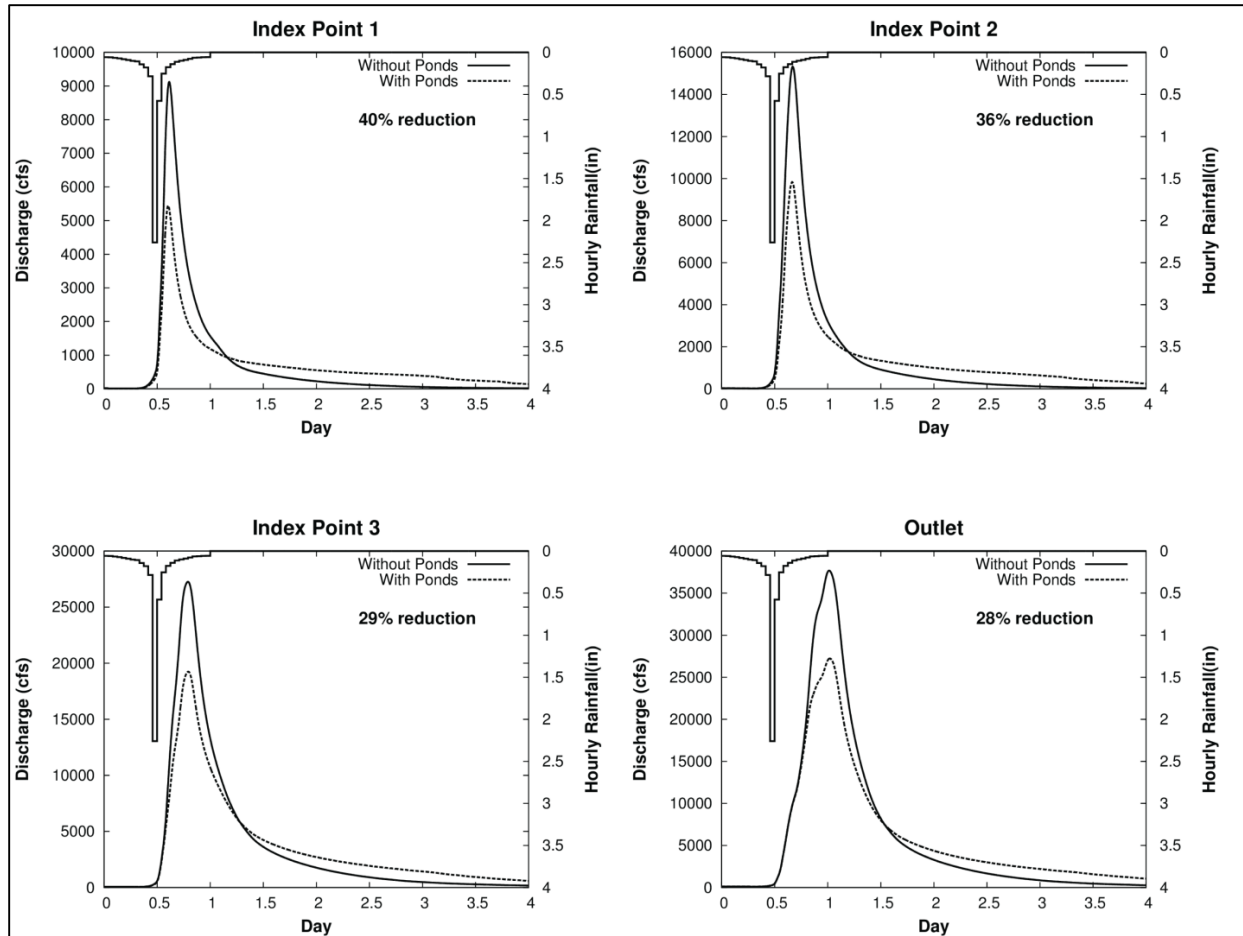 Index Point 1
10000
9000
8000
7000
6000
5000
4000
3000
2000
1000
0
Discharge (cfs)
Without Ponds
With Ponds
40% reduction
0
0.5
1
1.5
2
2.5
3
3.5
4
Hourly Rainfall(in)
0 0.5 1 1.5 2 2.5 3 3.5 4
Day
Index Point 2
16000
14000
12000
10000
8000
6000
4000
2000
0
Discharge (cfs)
Without Ponds
With Ponds
36% reduction
0
0.5
1
1.5
2
2.5
3
3.5
4
Hourly Rainfall(in)
0 0.5 1 1.5 2 2.5 3 3.5 4
Day
Index Point 3
30000
25000
20000
15000
10000
5000
0
Discharge (cfs)
Without Ponds
With Ponds
29% reduction
0
0.5
1
1.5
2
2.5
3
3.5
4
Hourly Rainfall(in)
0 0.5 1 1.5 2 2.5 3 3.5 4
Day
Outlet
40000
35000
30000
25000
20000
15000
10000
5000
0
Discharge (cfs)
Without Ponds
With Ponds
28% reduction
0
0.5
1
1.5
2
2.5
3
3.5
4
Hourly Rainfall(in)
0 0.5 1 1.5 2 2.5 3 3.5 4
Day